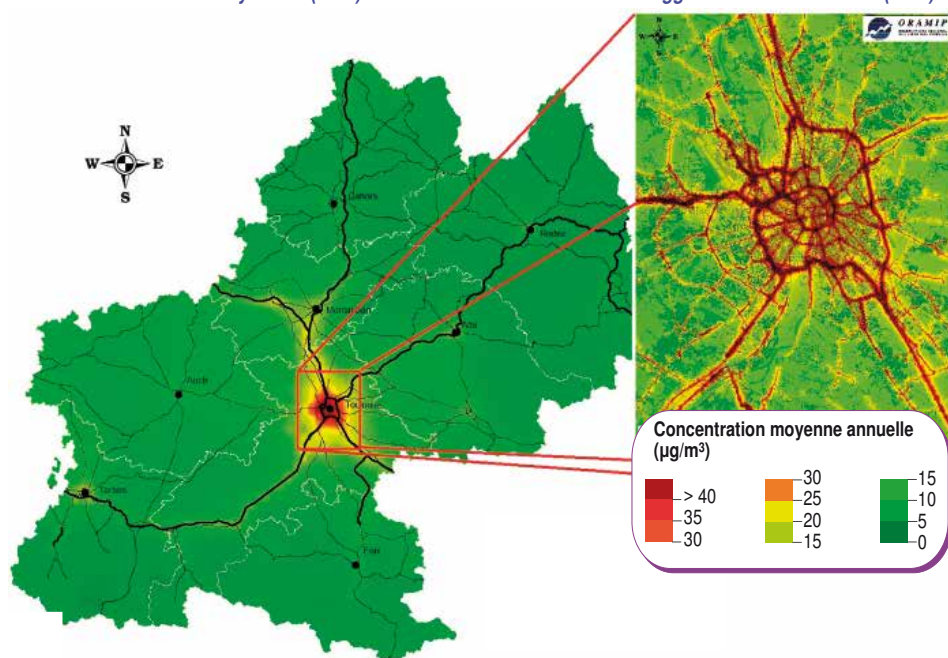 ORAMIP
N
W E
S
Cahors
Rodez
Montauban
Albi
Auch
Toulouse
Tarbes
Foix
Concentration moyenne annuelle
(µg/m³)
> 40
35
30
30
25
20
15
15
10
5
0